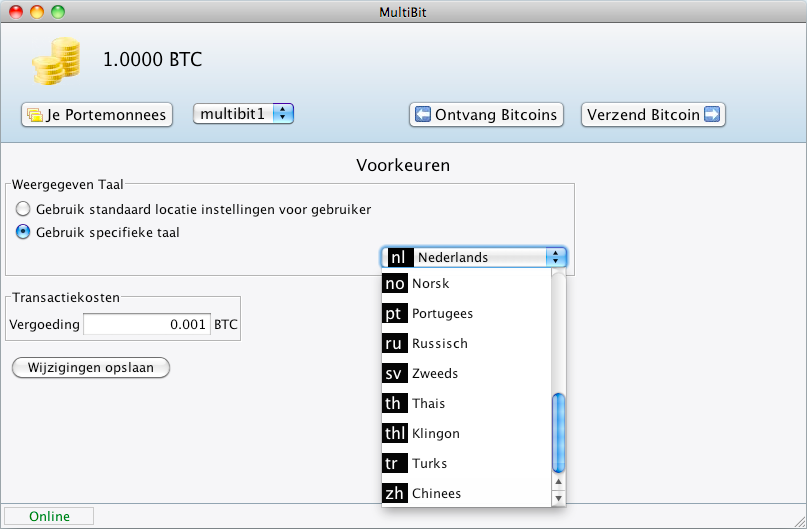 MultiBit
1.0000 BTC
Je Portemonnees
multibit1
Ontvang Bitcoins
Verzend Bitcoin
Voorkeuren
Weergegeven Taal
Gebruik standaard locatie instellingen voor gebruiker
Gebruik specifieke taal
nl Nederlands
no Norsk
pt Portugees
ru Russisch
sv Zweeds
th Thais
thl Klingon
tr Turks
zh Chinees
Transactiekosten
Vergoeding 0.001 BTC
Wijzigingen opslaan
Online